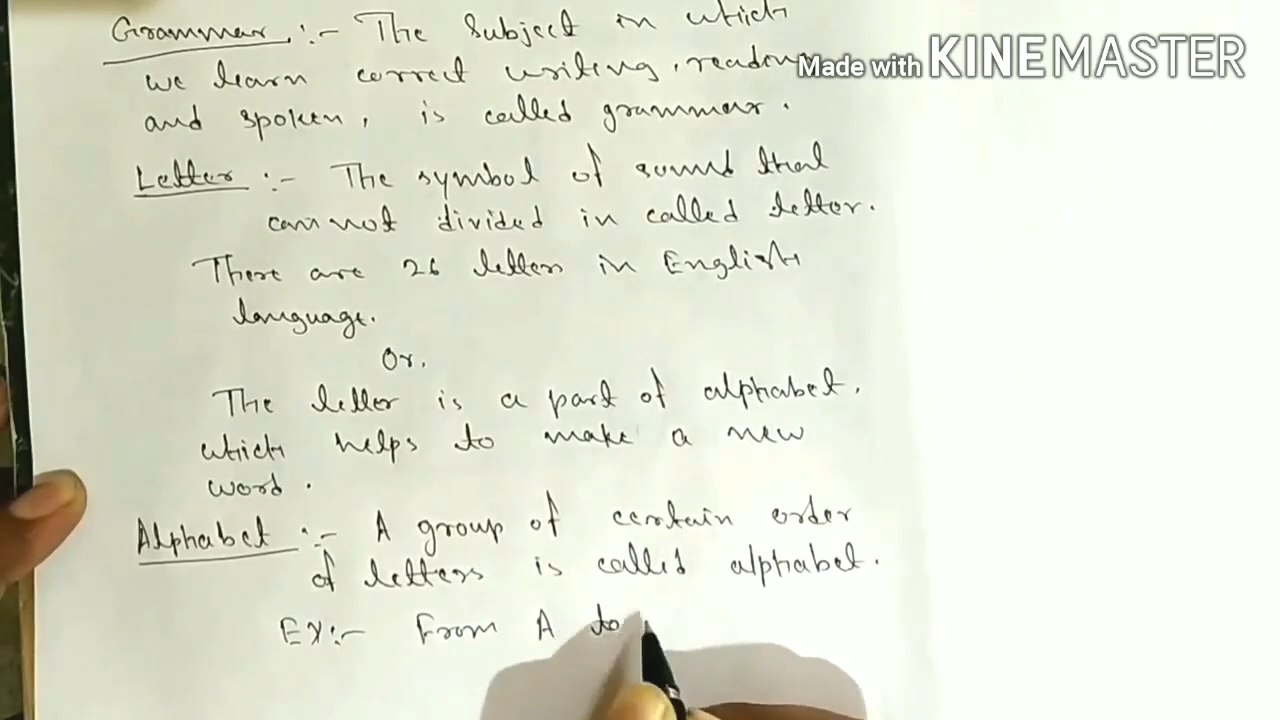 Grammar :- The Subject in which
we learn correct writing, reading
Made with KINEMASTER
and spoken, is called grammar.
Letter :- The symbol of sound that
can not divided in called letter.
There are 26 letters in English
language.
Or.
The letter is a part of alphabet.
which helps to make a new
word.
Alphabet :- A group of certain order
of letters is called alphabet.
EX:- From A to